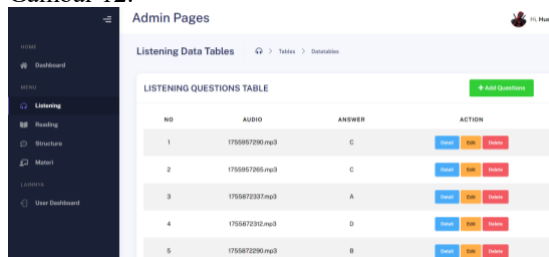 Admin Pages
Hi, Hus
HOME
Dashboard
MENU
Listening
Reading
Structure
Materi
LAINNYA
User Dashboard
Listening Data Tables > Tables > Datatables
LISTENING QUESTIONS TABLE
+ Add Questions
NO AUDIO ANSWER ACTION
1 1755957290.mp3 C Detail Edit Delete
2 1755957265.mp3 C Detail Edit Delete
3 1755872337.mp3 A Detail Edit Delete
4 1755872312.mp3 D Detail Edit Delete
5 1755872290.mp3 B Detail Edit Delete